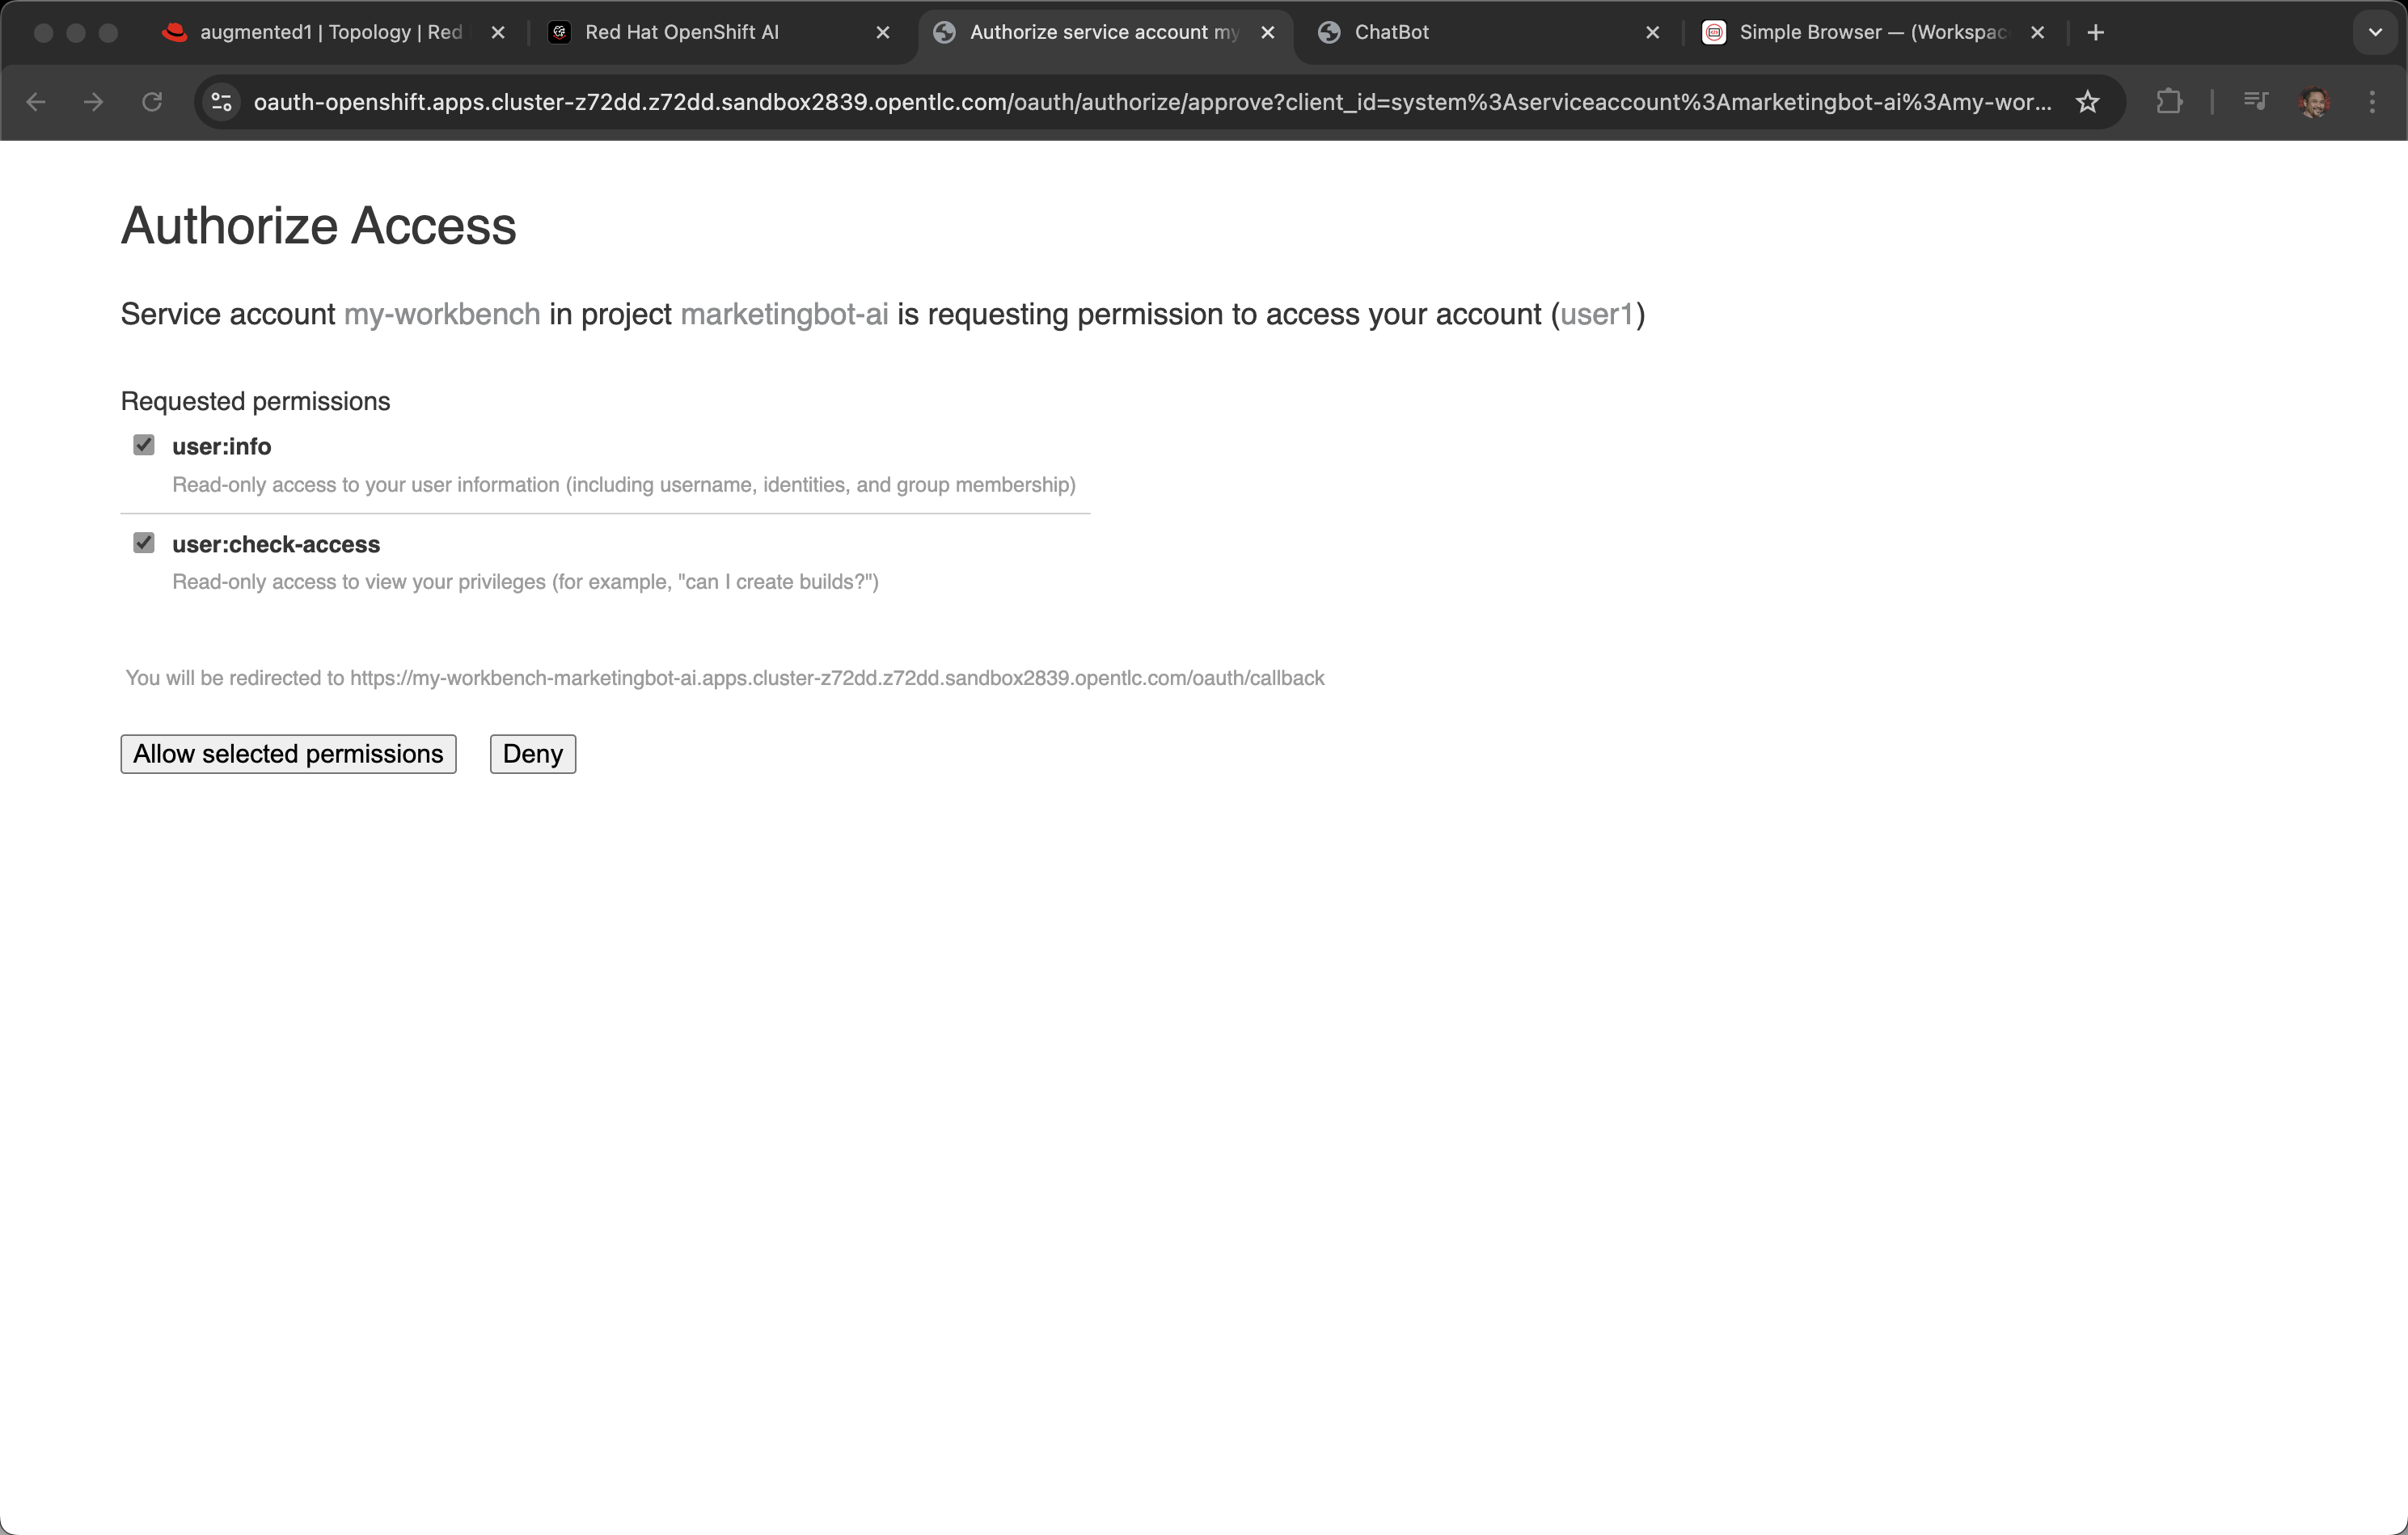 augmented1 | Topology | Red
Red Hat OpenShift AI
Authorize service account my
ChatBot
Simple Browser — (Workspac
oauth-openshift.apps.cluster-z72dd.z72dd.sandbox2839.opentlc.com/oauth/authorize/approve?client_id=system%3Aserviceaccount%3Amarketingbot-ai%3Amy-wor...
Authorize Access
Service account my-workbench in project marketingbot-ai is requesting permission to access your account (user1)
Requested permissions
user:info
Read-only access to your user information (including username, identities, and group membership)
user:check-access
Read-only access to view your privileges (for example, "can I create builds?")
You will be redirected to https://my-workbench-marketingbot-ai.apps.cluster-z72dd.z72dd.sandbox2839.opentlc.com/oauth/callback
Allow selected permissions
Deny